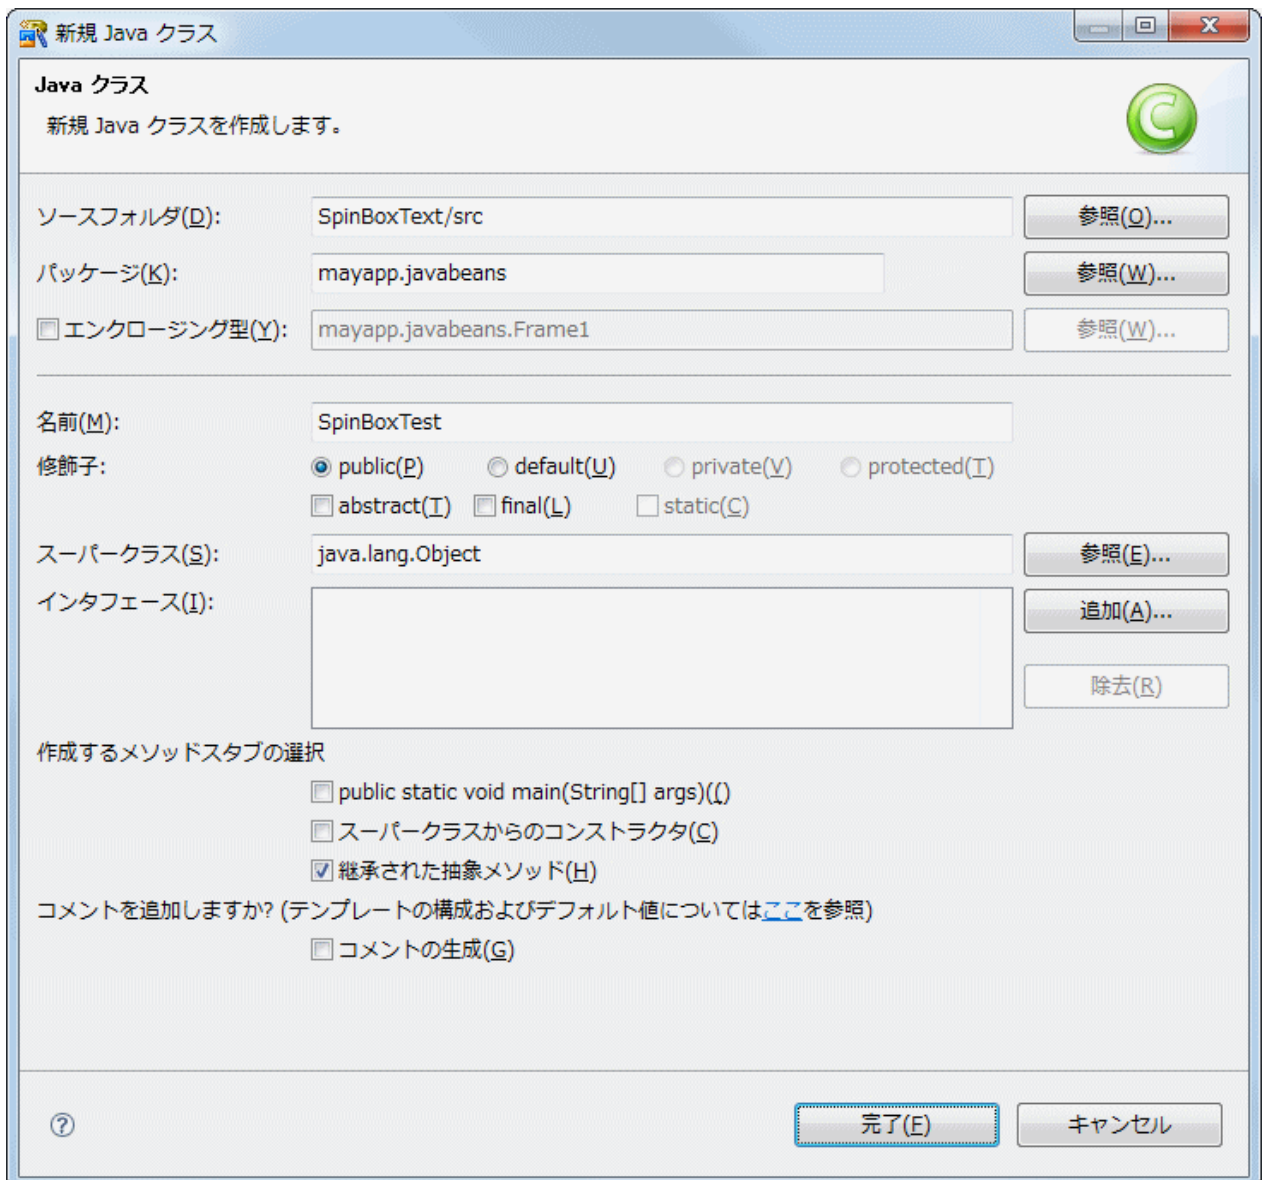 新規 Java クラス
Java クラス
新規 Java クラスを作成します。
ソースフォルダ(D): SpinBoxText/src 参照(O)...
パッケージ(K): mayapp.javabeans 参照(W)...
エンクロージング型(Y): mayapp.javabeans.Frame1 参照(W)...
名前(M): SpinBoxTest
修飾子: public(P) default(U) private(V) protected(T)
abstract(T) final(L) static(C)
スーパークラス(S): java.lang.Object 参照(E)...
インタフェース(I): 追加(A)...
除去(R)
作成するメソッドスタブの選択
public static void main(String[] args)(()
スーパークラスからのコンストラクタ(C)
継承された抽象メソッド(H)
コメントを追加しますか? (テンプレートの構成およびデフォルト値についてはここを参照)
コメントの生成(G)
完了(F) キャンセル